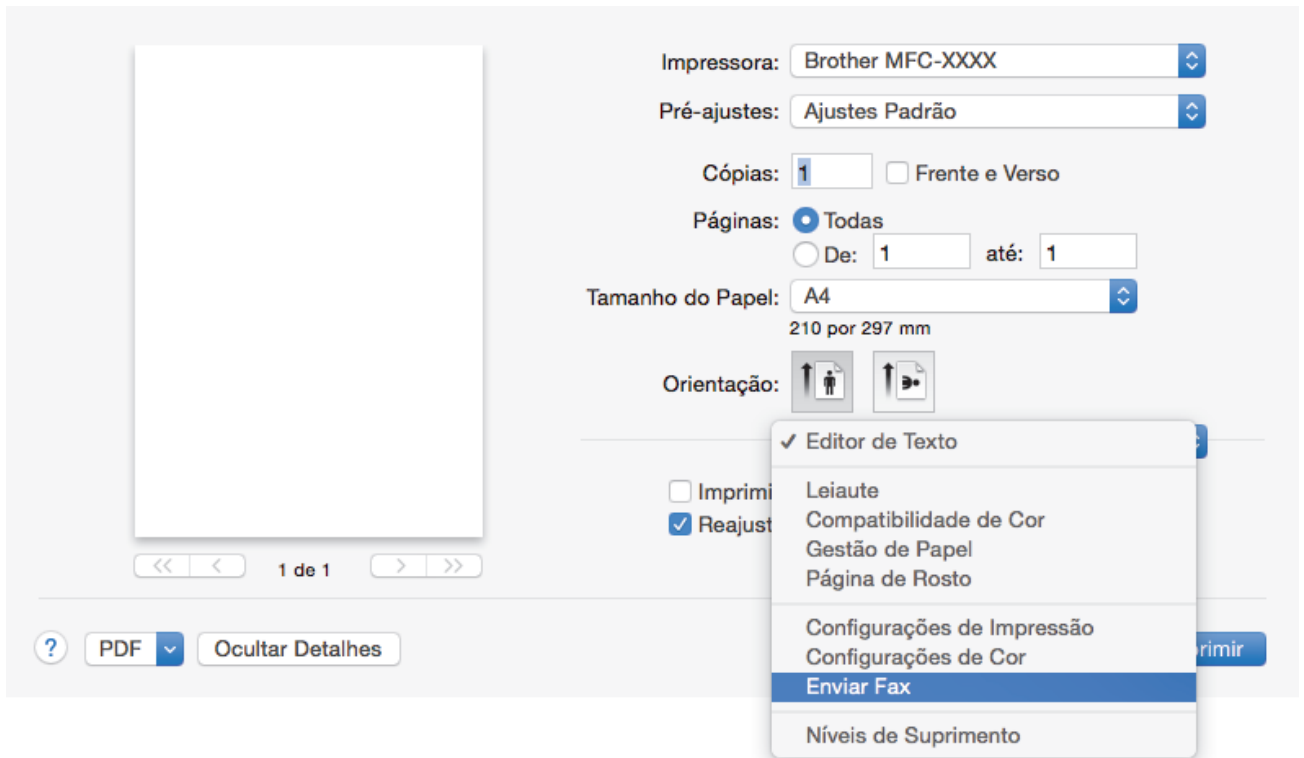 Impressora: Brother MFC-XXXX
Pré-ajustes: Ajustes Padrão
Cópias: 1 Frente e Verso
Páginas: Todas
De: 1 até: 1
Tamanho do Papel: A4
210 por 297 mm
Orientação:
✓ Editor de Texto
Leiaute
Compatibilidade de Cor
Gestão de Papel
Página de Rosto
Configurações de Impressão
Configurações de Cor
Enviar Fax
Níveis de Suprimento
Imprimi
Reajust
1 de 1
? PDF Ocultar Detalhes rimir